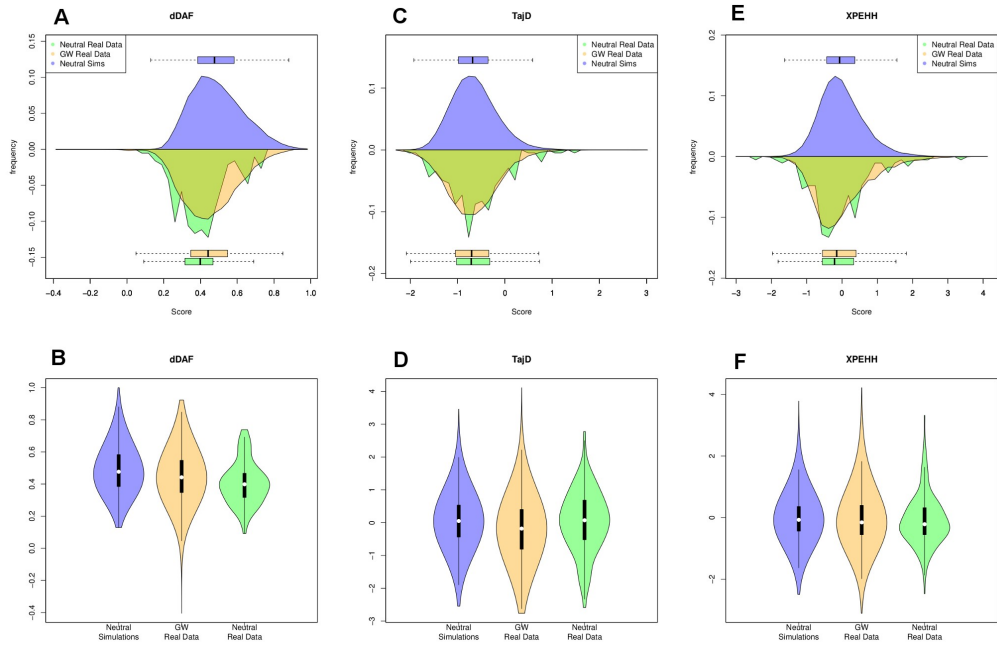 A
dDAF
Neutral Real Data
GW Real Data
Neutral Sims
frequency
0.15
0.10
0.05
0.00
−0.05
−0.10
−0.15
−0.4
−0.2
0.0
0.2
0.4
0.6
0.8
1.0
Score
C
TajD
Neutral Real Data
GW Real Data
Neutral Sims
frequency
0.1
0.0
−0.1
−0.2
−2
−1
0
1
2
3
Score
E
XPEHH
Neutral Real Data
GW Real Data
Neutral Sims
frequency
0.2
0.1
0.0
−0.1
−0.2
−3
−2
−1
0
1
2
3
4
Score
B
dDAF
1.0
0.8
0.6
0.4
0.2
0.0
−0.2
−0.4
Neutral
Simulations
GW
Real Data
Neutral
Real Data
D
TajD
4
3
2
1
0
−1
−2
−3
Neutral
Simulations
GW
Real Data
Neutral
Real Data
F
XPEHH
4
2
0
−2
Neutral
Simulations
GW
Real Data
Neutral
Real Data